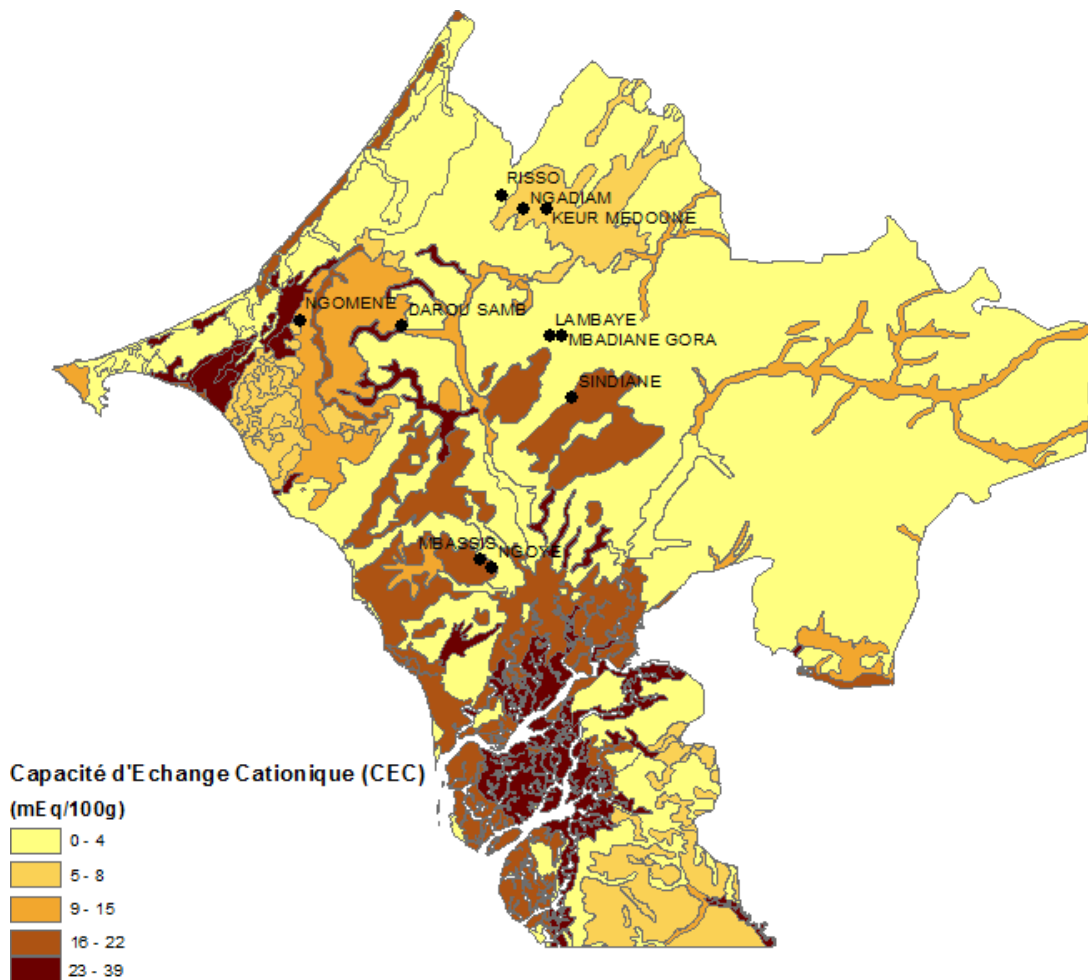 RISSO
NGADIAM
KEUR MEDOUNE
NGOMENE
DAROU SAMB
LAMBAYE
MBADIANE GORA
SINDIANE
MBASSIS
NGOYE
Capacité d'Echange Cationique (CEC)
(mEq/100g)
0 - 4
5 - 8
9 - 15
16 - 22
23 - 39